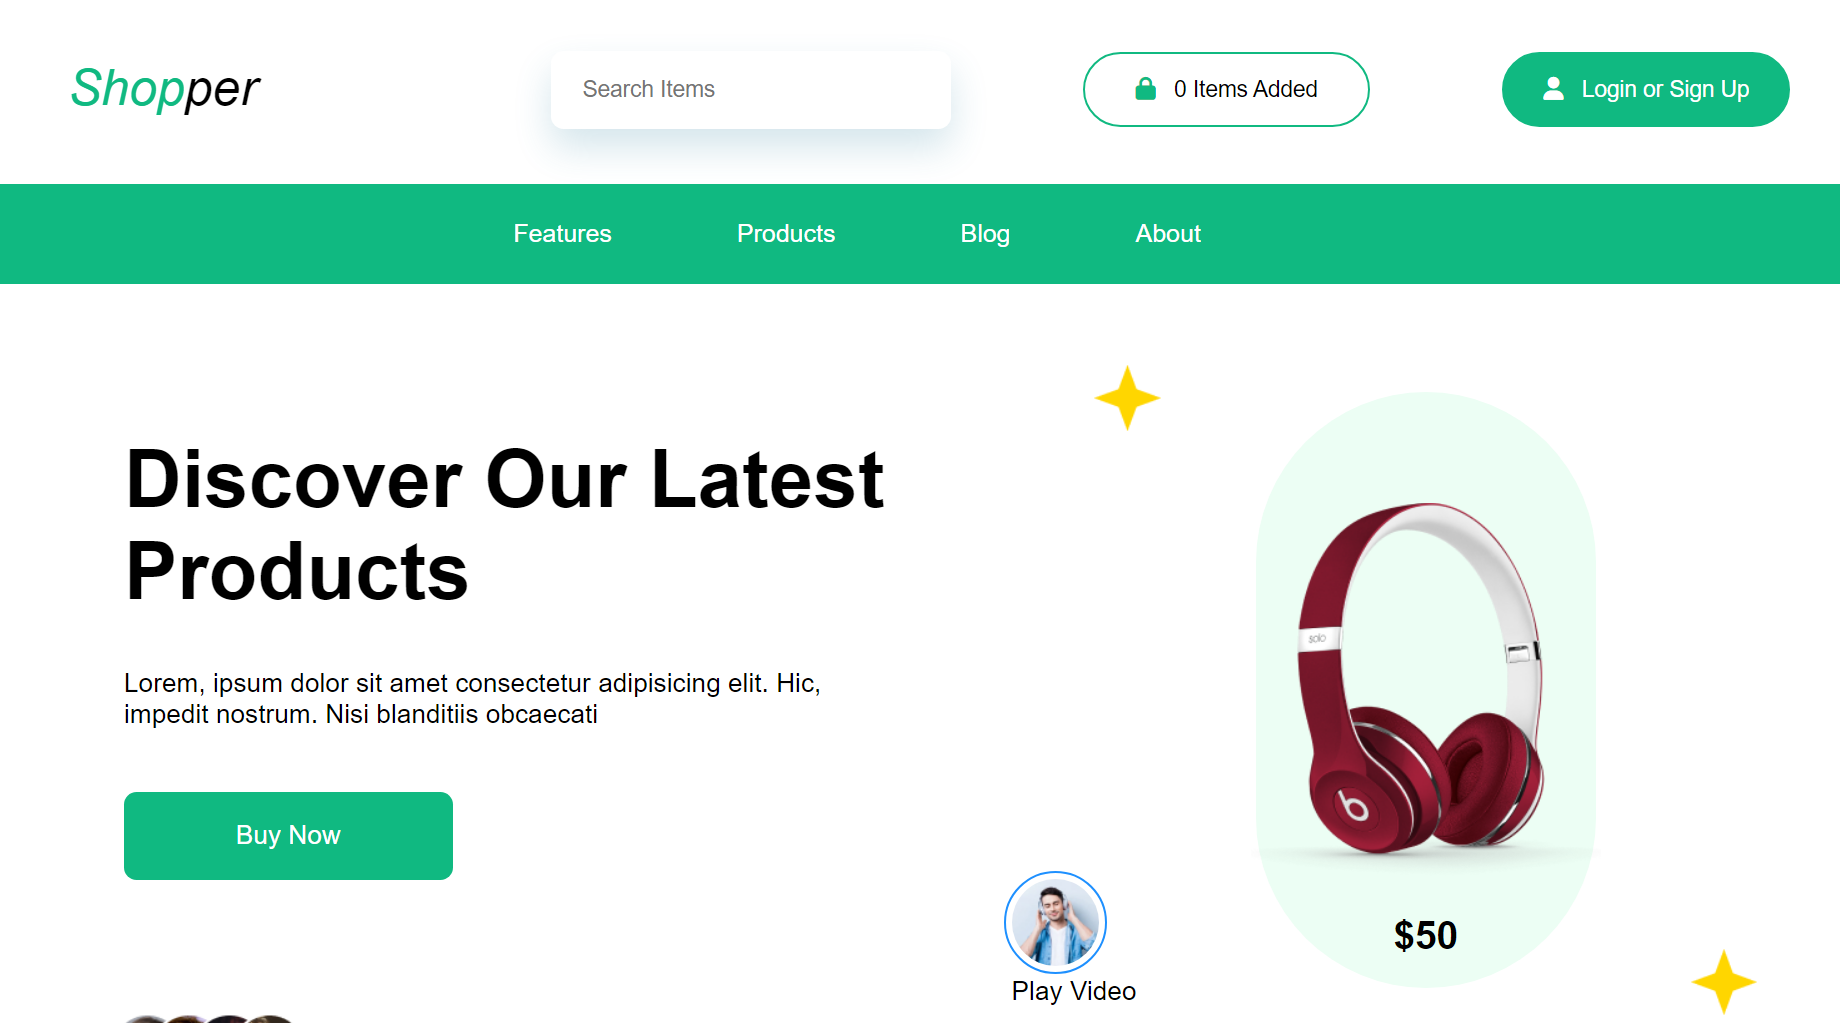 Shopper
Search Items
0 Items Added
Login or Sign Up
Features
Products
Blog
About
Discover Our Latest
Products
Lorem, ipsum dolor sit amet consectetur adipisicing elit. Hic,
impedit nostrum. Nisi blanditiis obcaecati
Buy Now
solo
b
$50
Play Video